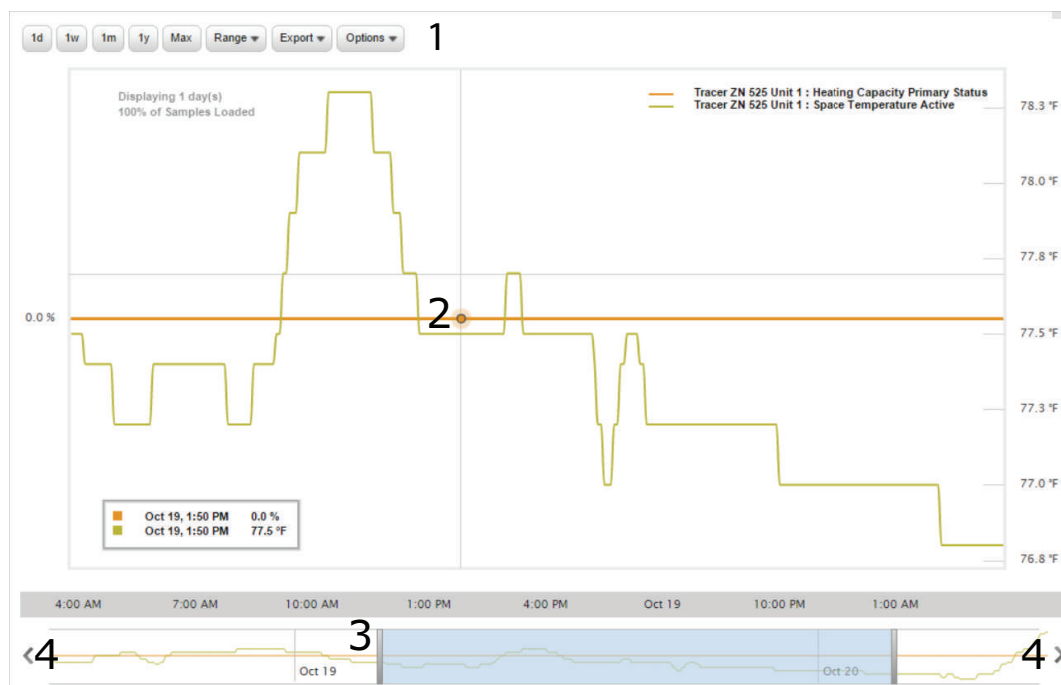 1d 1w 1m 1y Max Range Export Options 1
Displaying 1 day(s)
100% of Samples Loaded
Tracer ZN 525 Unit 1 : Heating Capacity Primary Status
Tracer ZN 525 Unit 1 : Space Temperature Active
78.3 °F
78.0 °F
77.8 °F
0.0 %
2
77.5 °F
77.3 °F
77.0 °F
76.8 °F
Oct 19, 1:50 PM 0.0 %
Oct 19, 1:50 PM 77.5 °F
4:00 AM 7:00 AM 10:00 AM 1:00 PM 4:00 PM Oct 19 10:00 PM 1:00 AM
3
4 4
Oct 19 Oct 20